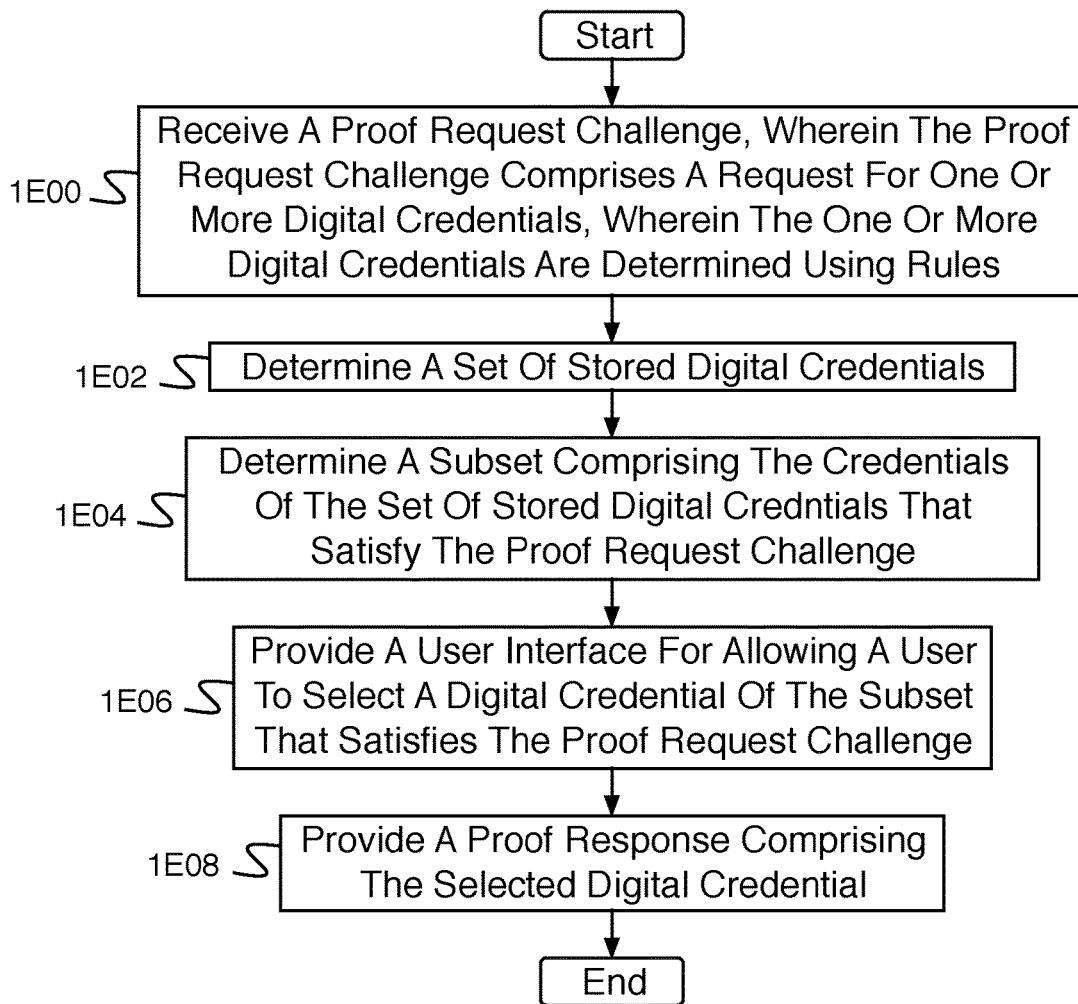 Start
Receive A Proof Request Challenge, Wherein The Proof
Request Challenge Comprises A Request For One Or
More Digital Credentials, Wherein The One Or More
Digital Credentials Are Determined Using Rules
1E00
Determine A Set Of Stored Digital Credentials
1E02
Determine A Subset Comprising The Credentials
Of The Set Of Stored Digital Credntials That
Satisfy The Proof Request Challenge
1E04
Provide A User Interface For Allowing A User
To Select A Digital Credential Of The Subset
That Satisfies The Proof Request Challenge
1E06
Provide A Proof Response Comprising
The Selected Digital Credential
1E08
End